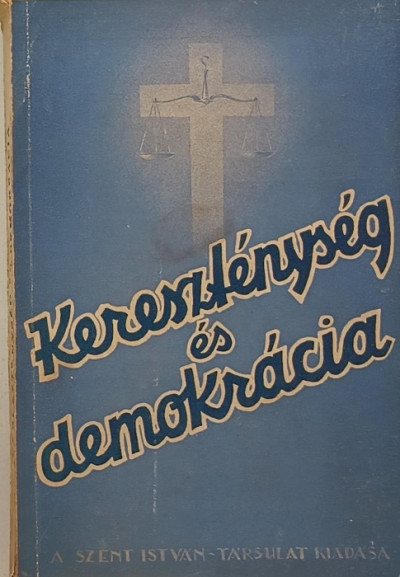 Kereszténység
és
demokrácia
A SZENT ISTVÁN-TÁRSULAT KIADÁSA